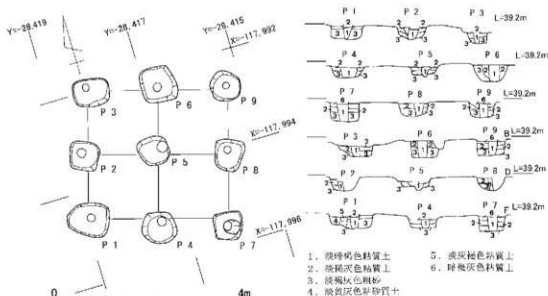 Y=-28,419
Y=-28,417
Y=-28,415
X=-117,992
P 3
P 6
P 9
X=-117,994
P 2
P 5
P 8
X=-117,996
P 1
P 4
P 7
0 4m
P 1 P 2 P 3 L=39.2m
P 4 P 5 P 6 L=39.2m
P 7 P 8 P 9 L=39.2m
P 3 P 6 P 9 B L=39.2m
P 2 P 5 P 8 D L=39.2m
P 1 P 4 P 7 F L=39.2m
1. 淡暗褐色粘質土
2. 淡褐灰色粘質土
3. 淡褐灰色粗砂
4. 淡黄灰色粘砂質土
5. 淡灰褐色粘質土
6. 暗褐灰色粘質土